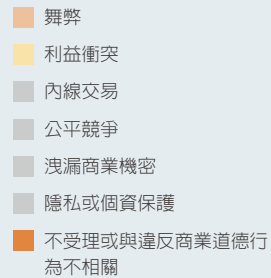 舞弊
利益衝突
內線交易
公平競爭
洩漏商業機密
隱私或個資保護
不受理或與違反商業道德行
為不相關